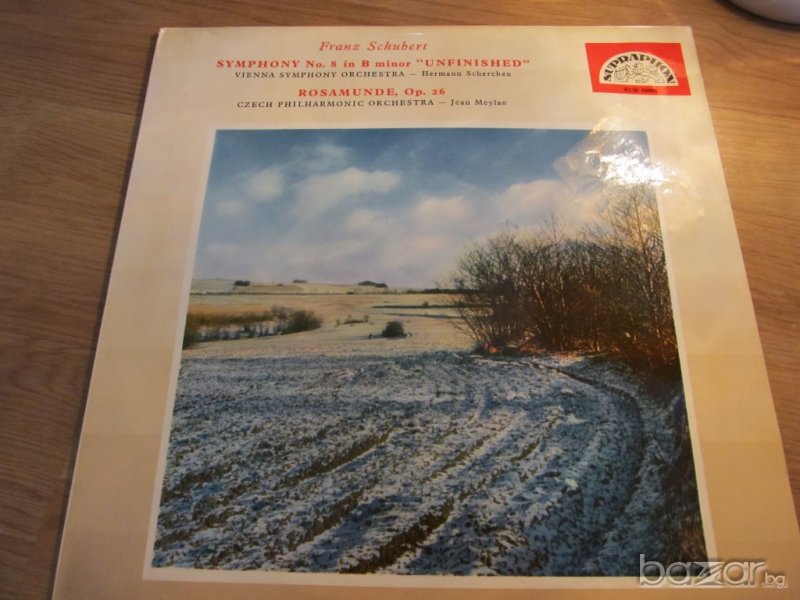 Franz Schubert
SYMPHONY No. 8 in B minor "UNFINISHED"
VIENNA SYMPHONY ORCHESTRA – Hermann Scherchen
ROSAMUNDE, Op. 26
CZECH PHILHARMONIC ORCHESTRA – Jean Meylan
SUPRAPHON
bazar.bg